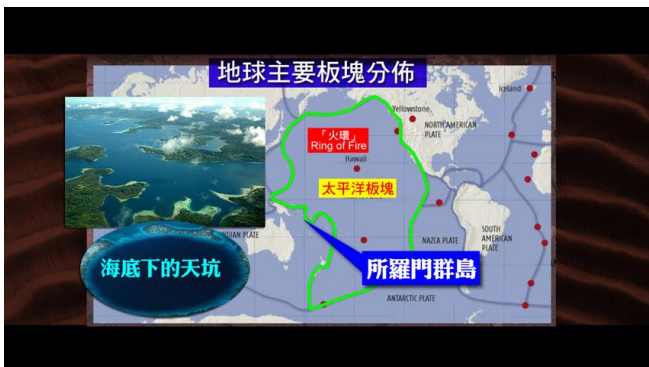 地球主要板塊分佈
Iceland
Yellowstone
NORTH AMERICAN
PLATE
「火環」
Ring of Fire
Hawaii
太平洋板塊
INDIAN PLATE
SOUTH
AMERICAN
PLATE
NAZCA PLATE
海底下的天坑
所羅門群島
ANTARCTIC PLATE